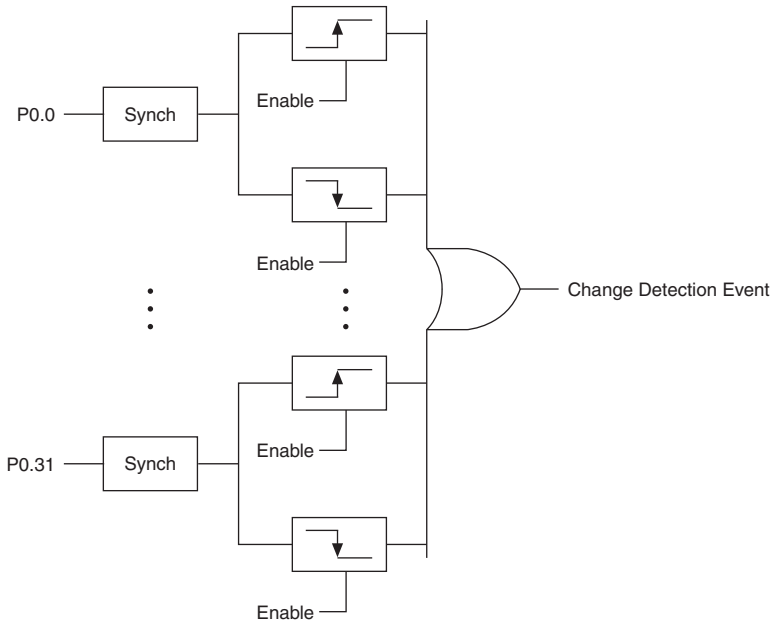 Enable
P0.0
Synch
Enable
Change Detection Event
Enable
P0.31
Synch
Enable